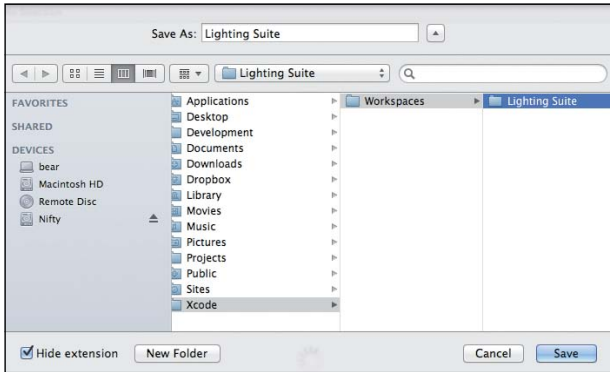 Save As: Lighting Suite
Lighting Suite
FAVORITES
SHARED
DEVICES
bear
Macintosh HD
Remote Disc
Nifty
Applications
Desktop
Development
Documents
Downloads
Dropbox
Library
Movies
Music
Pictures
Projects
Public
Sites
Xcode
Workspaces
Lighting Suite
Hide extension
New Folder
Cancel
Save